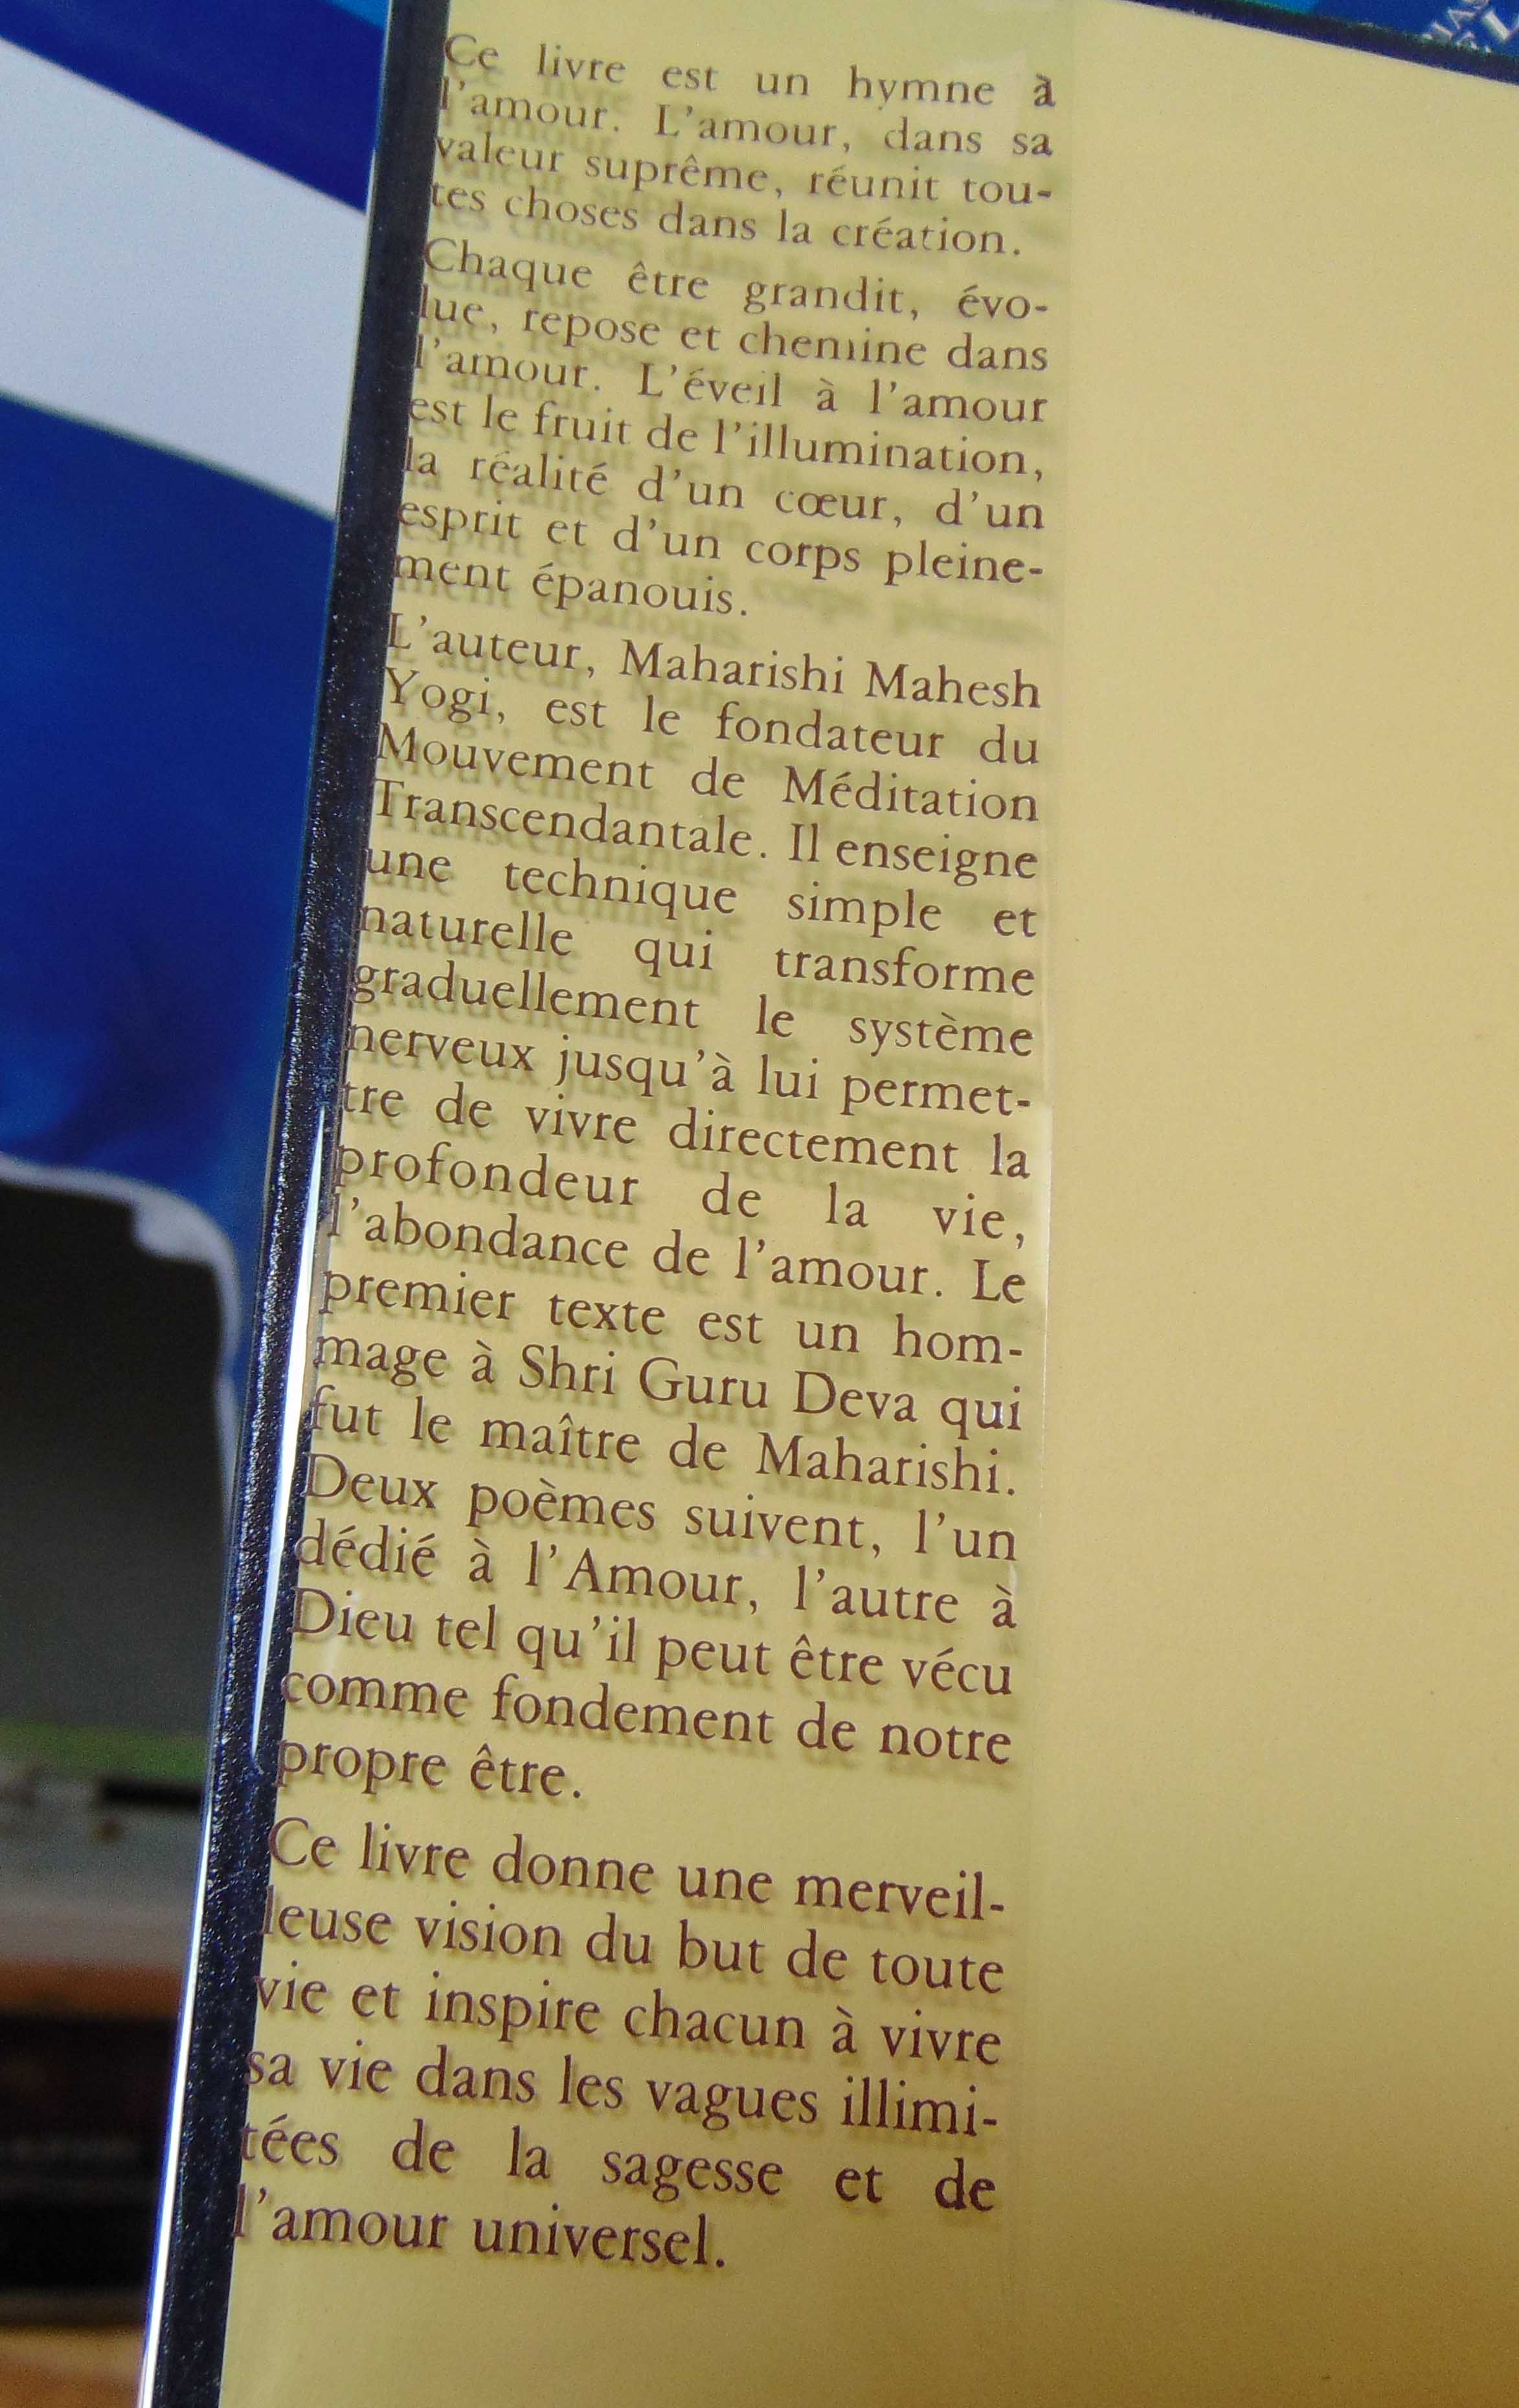 Ce livre est un hymne à
l'amour. L'amour, dans sa
valeur suprême, réunit tou-
tes choses dans la création.
Chaque être grandit, évo-
lue, repose et chemine dans
l'amour. L'éveil à l'amour
est le fruit de l'illumination,
la réalité d'un cœur, d'un
esprit et d'un corps pleine-
ment épanouis.
L'auteur, Maharishi Mahesh
Yogi, est le fondateur du
Mouvement de Méditation
Transcendantale. Il enseigne
une technique simple et
naturelle qui transforme
graduellement le système
nerveux jusqu'à lui permet-
tre de vivre directement la
profondeur de la vie,
l'abondance de l'amour. Le
premier texte est un hom-
mage à Shri Guru Deva qui
fut le maître de Maharishi.
Deux poèmes suivent, l'un
dédié à l'Amour, l'autre à
Dieu tel qu'il peut être vécu
comme fondement de notre
propre être.
Ce livre donne une merveil-
leuse vision du but de toute
vie et inspire chacun à vivre
sa vie dans les vagues illimi-
tées de la sagesse et de
l'amour universel.